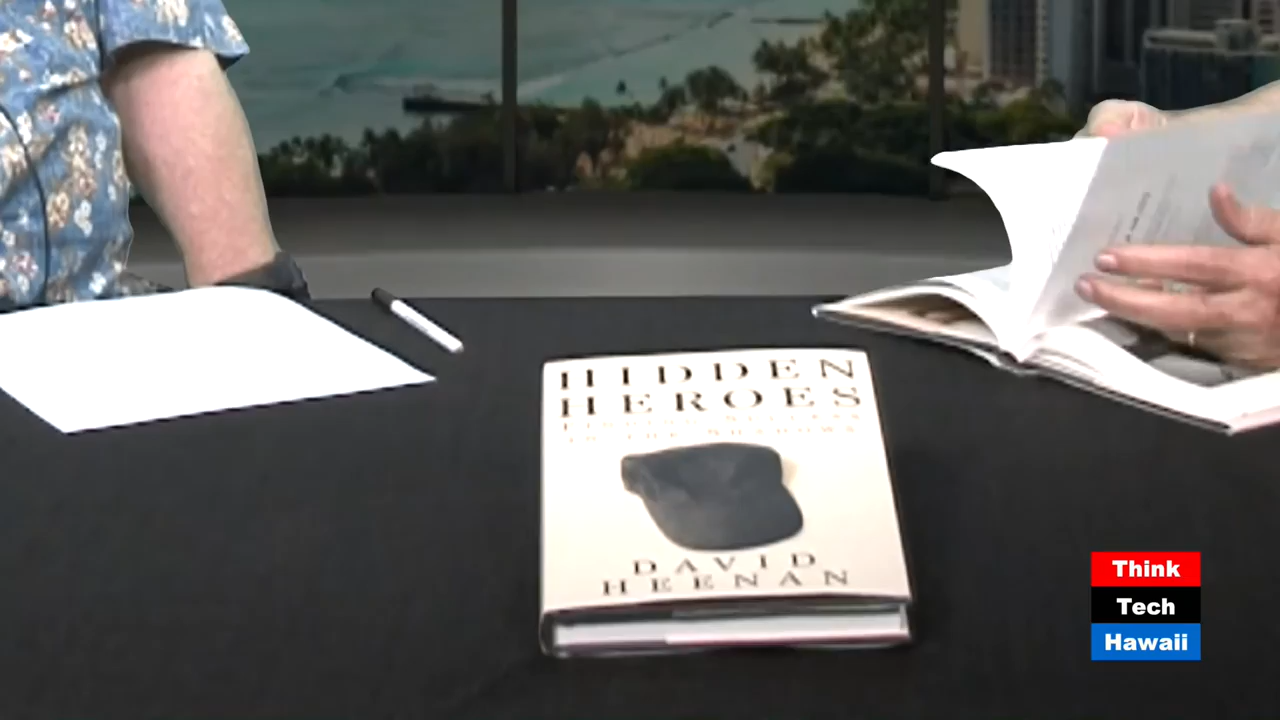 HIDDEN
HEROES
DAVID
HEENAN
Think
Tech
Hawaii